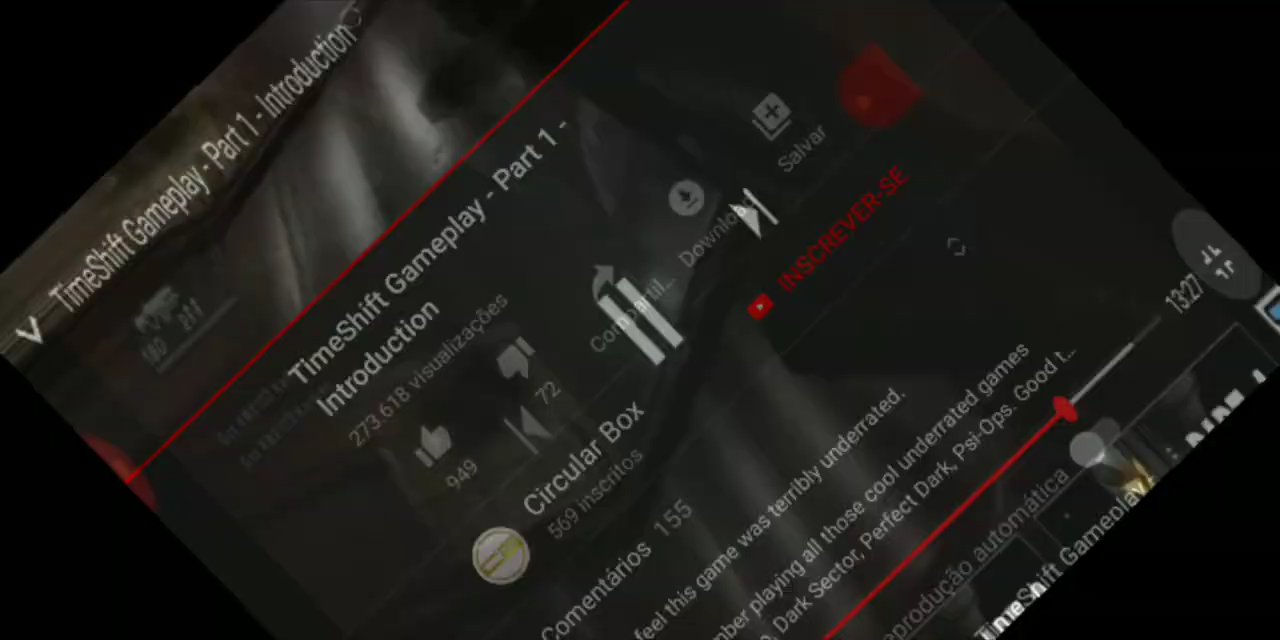 TimeShift Gameplay - Part 1 - Introduction
TimeShift Gameplay - Part 1 -
Introduction
273.618 visualizações
949
72
Download
Salvar
Circular Box
569 inscritos
INSCREVER-SE
Comentários 155
feel this game was terribly underrated.
playing all those cool underrated games
Dark Sector, Perfect Dark, Psi-Ops. Good t...
13:27
automática
TimeShift Gameplay